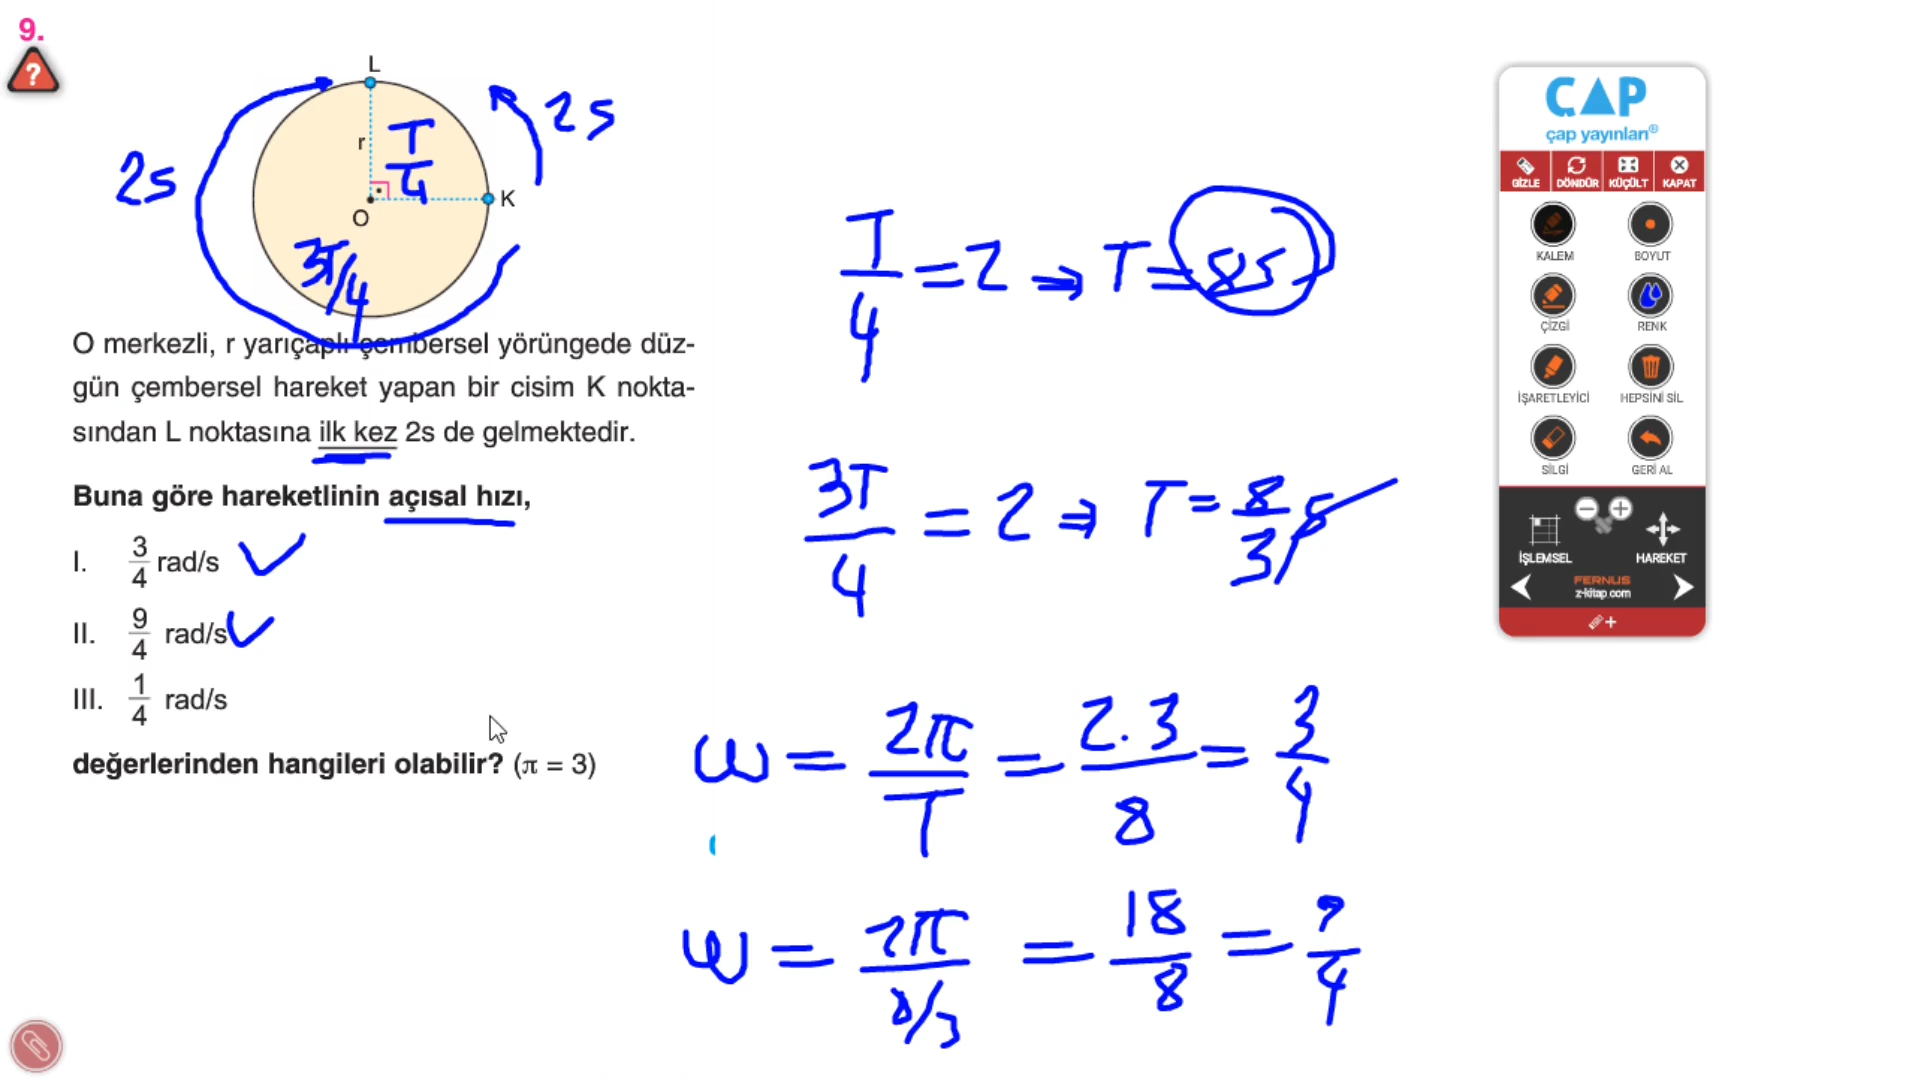 9.
?
L
2s
2s
r
T/4
K
O
3T/4
O merkezli, r yarıçaplı çembersel yörüngede düz-
gün çembersel hareket yapan bir cisim K nokta-
sından L noktasına ilk kez 2s de gelmektedir.
Buna göre hareketlinin açısal hızı,
I. 3/4 rad/s
II. 9/4 rad/s
III. 1/4 rad/s
değerlerinden hangileri olabilir? (π = 3)
T/4 = 2 ⇒ T = 8s
3T/4 = 2 ⇒ T = 8/3 s
w = 2π/T = 2.3/8 = 3/4
w = 2π/8/3 = 18/8 = 9/4
ÇAP
çap yayınları®
GİZLE DÖNDÜR KÜÇÜLT KAPAT
KALEM BOYUT
ÇİZGİ RENK
İŞARETLEYİCİ HEPSİNİ SİL
SİLGİ GERİ AL
İŞLEMSEL HAREKET
FERNUS
z-kitap.com